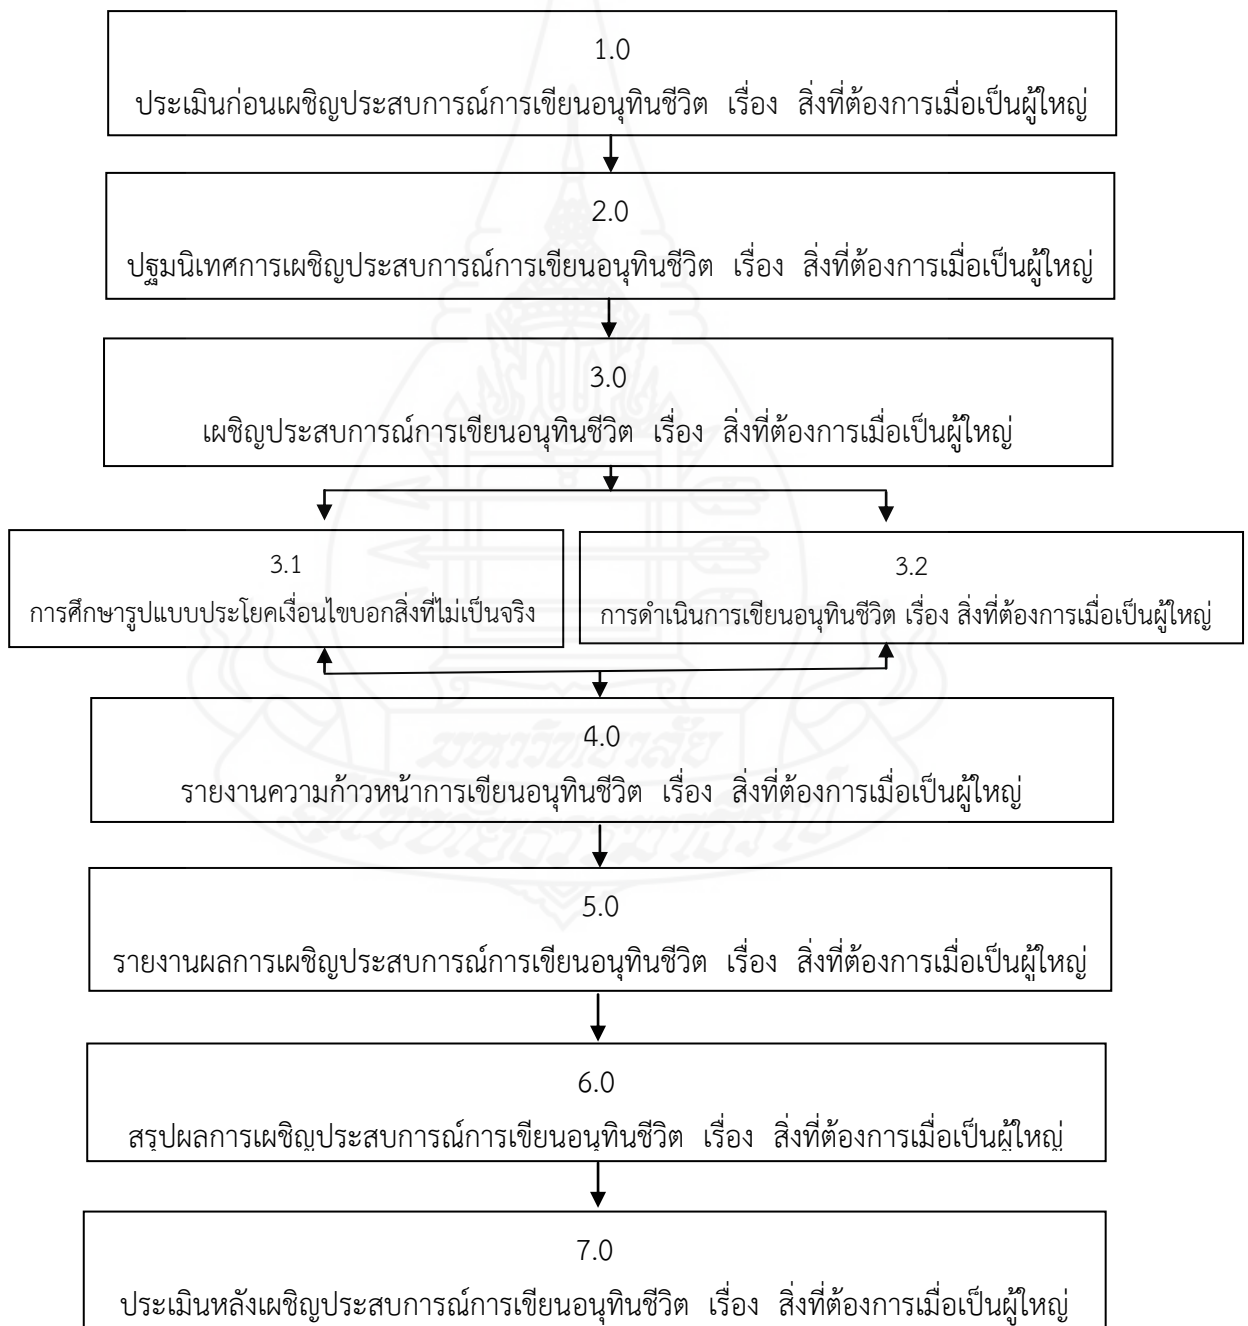 1.0
ประเมินก่อนเผชิญประสบการณ์การเขียนอนุทินชีวิต เรื่อง สิ่งที่ต้องการเมื่อเป็นผู้ใหญ่
2.0
ปฐมนิเทศการเผชิญประสบการณ์การเขียนอนุทินชีวิต เรื่อง สิ่งที่ต้องการเมื่อเป็นผู้ใหญ่
3.0
เผชิญประสบการณ์การเขียนอนุทินชีวิต เรื่อง สิ่งที่ต้องการเมื่อเป็นผู้ใหญ่
3.1
การศึกษารูปแบบประโยคเงื่อนไขบอกสิ่งที่ไม่เป็นจริง
3.2
การดำเนินการเขียนอนุทินชีวิต เรื่อง สิ่งที่ต้องการเมื่อเป็นผู้ใหญ่
4.0
รายงานความก้าวหน้าการเขียนอนุทินชีวิต เรื่อง สิ่งที่ต้องการเมื่อเป็นผู้ใหญ่
มหาวิทยาลัย
สุโขทัยธรรมาธิราช
5.0
รายงานผลการเผชิญประสบการณ์การเขียนอนุทินชีวิต เรื่อง สิ่งที่ต้องการเมื่อเป็นผู้ใหญ่
6.0
สรุปผลการเผชิญประสบการณ์การเขียนอนุทินชีวิต เรื่อง สิ่งที่ต้องการเมื่อเป็นผู้ใหญ่
7.0
ประเมินหลังเผชิญประสบการณ์การเขียนอนุทินชีวิต เรื่อง สิ่งที่ต้องการเมื่อเป็นผู้ใหญ่